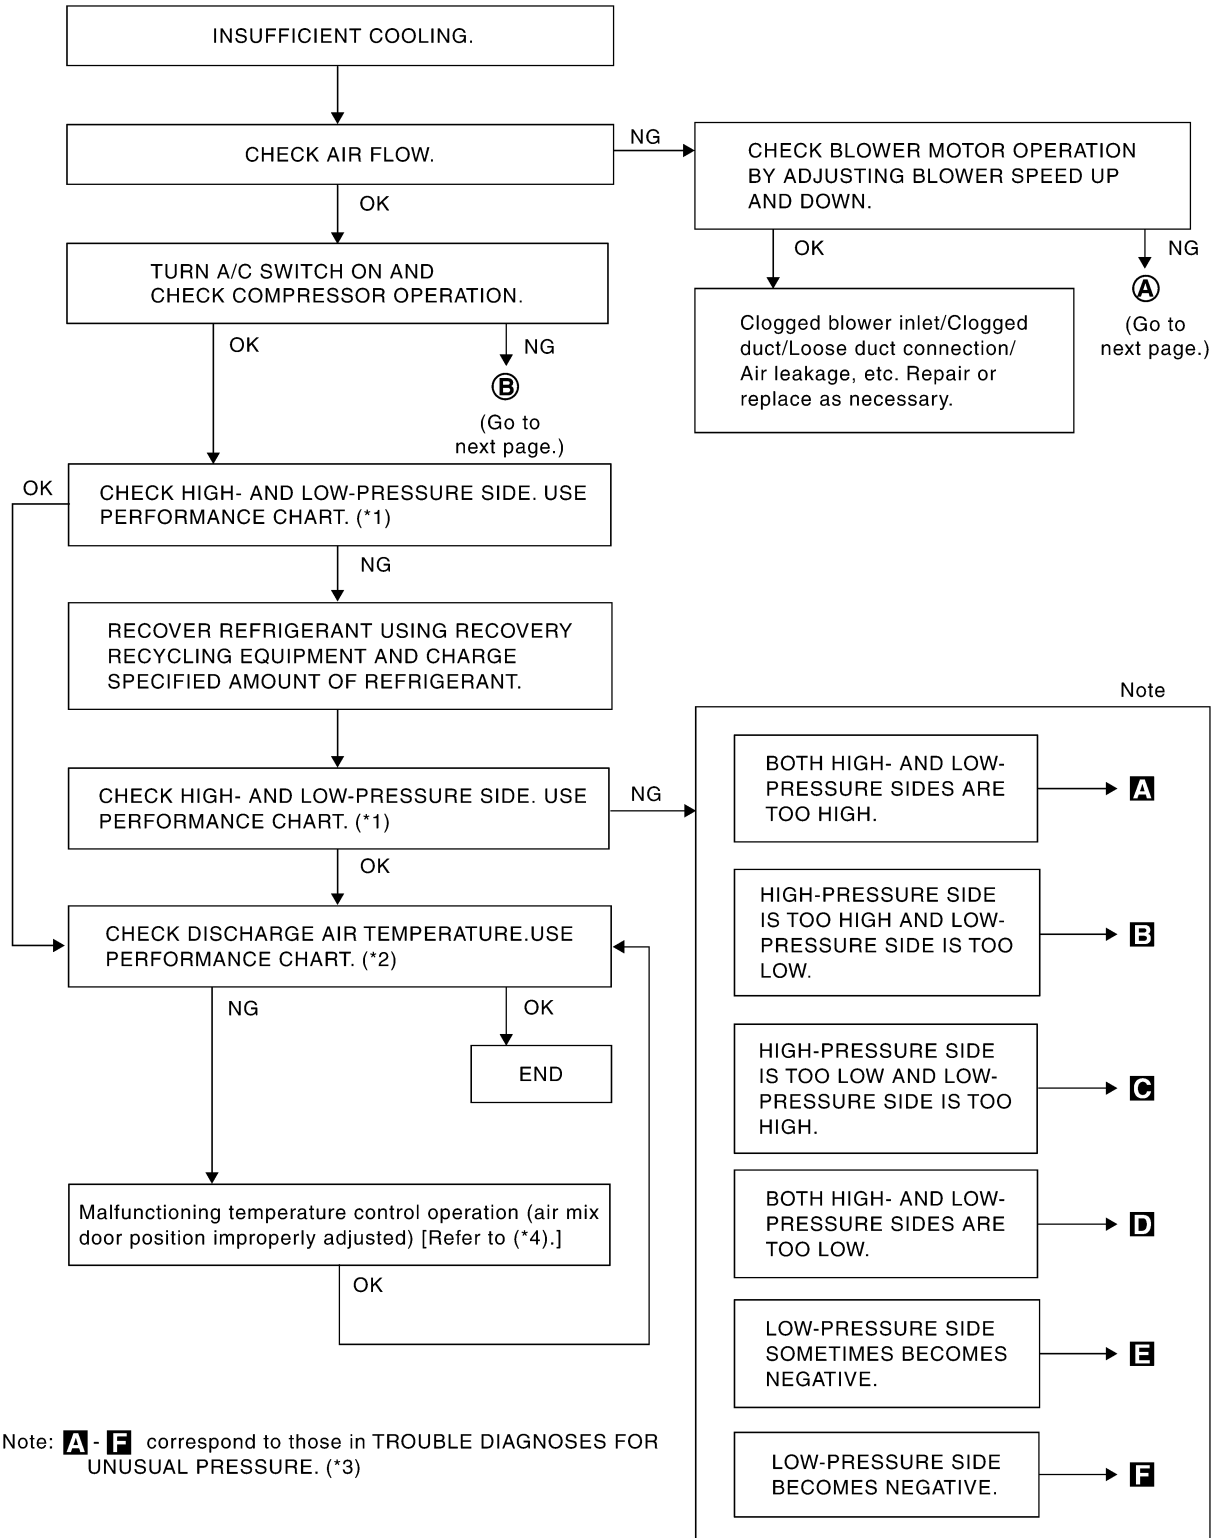 INSUFFICIENT COOLING.
CHECK AIR FLOW.
NG
CHECK BLOWER MOTOR OPERATION
BY ADJUSTING BLOWER SPEED UP
AND DOWN.
OK
TURN A/C SWITCH ON AND
CHECK COMPRESSOR OPERATION.
OK
NG
Clogged blower inlet/Clogged
duct/Loose duct connection/
Air leakage, etc. Repair or
replace as necessary.
A
(Go to
next page.)
OK
NG
B
(Go to
next page.)
OK
CHECK HIGH- AND LOW-PRESSURE SIDE. USE
PERFORMANCE CHART. (*1)
NG
RECOVER REFRIGERANT USING RECOVERY
RECYCLING EQUIPMENT AND CHARGE
SPECIFIED AMOUNT OF REFRIGERANT.
CHECK HIGH- AND LOW-PRESSURE SIDE. USE
PERFORMANCE CHART. (*1)
NG
OK
CHECK DISCHARGE AIR TEMPERATURE.USE
PERFORMANCE CHART. (*2)
NG
OK
END
Malfunctioning temperature control operation (air mix
door position improperly adjusted) [Refer to (*4).]
OK
Note
BOTH HIGH- AND LOW-
PRESSURE SIDES ARE
TOO HIGH.
A
HIGH-PRESSURE SIDE
IS TOO HIGH AND LOW-
PRESSURE SIDE IS TOO
LOW.
B
HIGH-PRESSURE SIDE
IS TOO LOW AND LOW-
PRESSURE SIDE IS TOO
HIGH.
C
BOTH HIGH- AND LOW-
PRESSURE SIDES ARE
TOO LOW.
D
LOW-PRESSURE SIDE
SOMETIMES BECOMES
NEGATIVE.
E
LOW-PRESSURE SIDE
BECOMES NEGATIVE.
F
Note: A - F correspond to those in TROUBLE DIAGNOSES FOR
UNUSUAL PRESSURE. (*3)